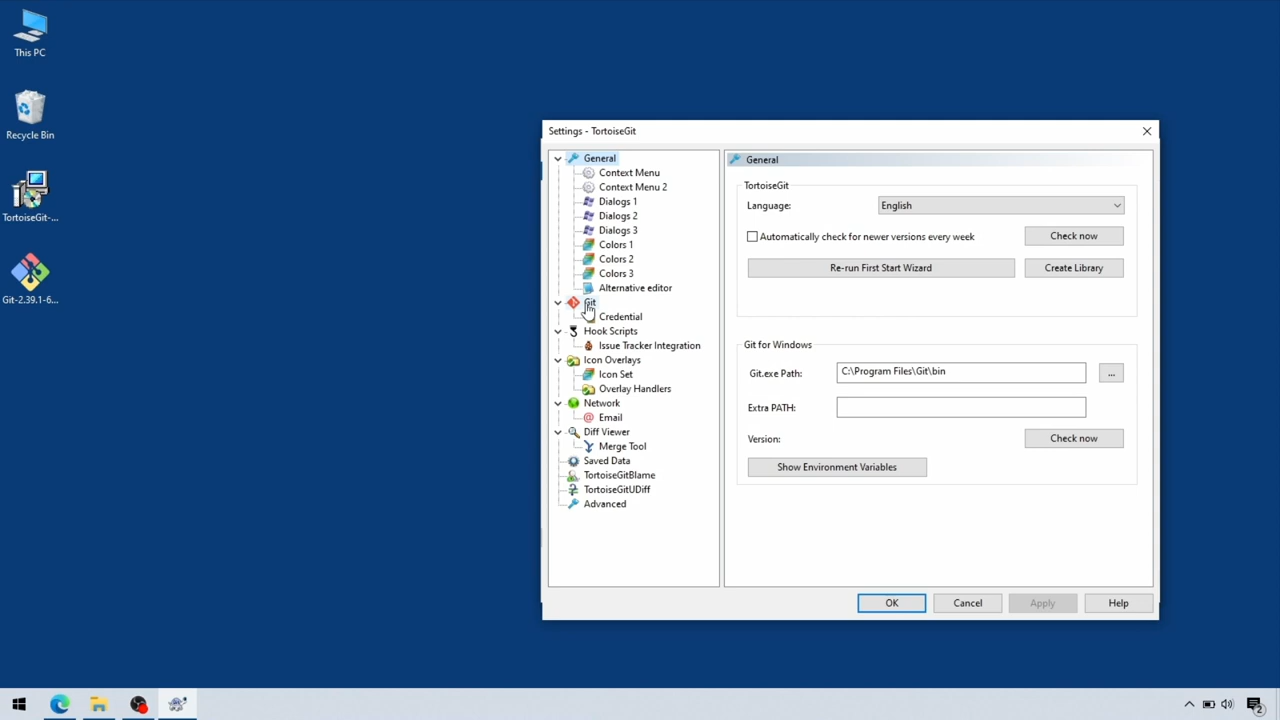 This PC
Recycle Bin
TortoiseGit-...
Git-2.39.1-6...
Settings - TortoiseGit
General
Context Menu
Context Menu 2
Dialogs 1
Dialogs 2
Dialogs 3
Colors 1
Colors 2
Colors 3
Alternative editor
Git
Credential
Hook Scripts
Issue Tracker Integration
Icon Overlays
Icon Set
Overlay Handlers
Network
Email
Diff Viewer
Merge Tool
Saved Data
TortoiseGitBlame
TortoiseGitUDiff
Advanced
General
TortoiseGit
Language: English
Automatically check for newer versions every week Check now
Re-run First Start Wizard Create Library
Git for Windows
Git.exe Path: C:\Program Files\Git\bin ...
Extra PATH:
Version: Check now
Show Environment Variables
OK Cancel Apply Help
2